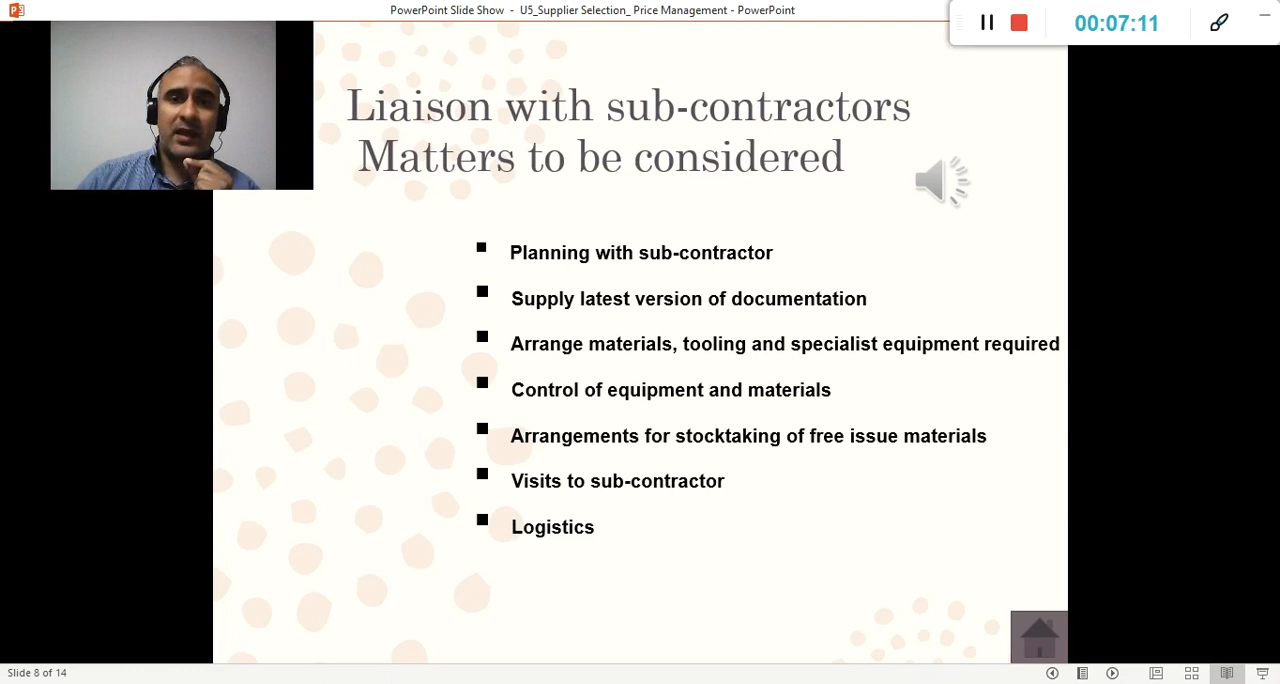 PowerPoint Slide Show - U5_Supplier Selection_ Price Management - PowerPoint
00:07:11
Liaison with sub-contractors
Matters to be considered
Planning with sub-contractor
Supply latest version of documentation
Arrange materials, tooling and specialist equipment required
Control of equipment and materials
Arrangements for stocktaking of free issue materials
Visits to sub-contractor
Logistics
Slide 8 of 14